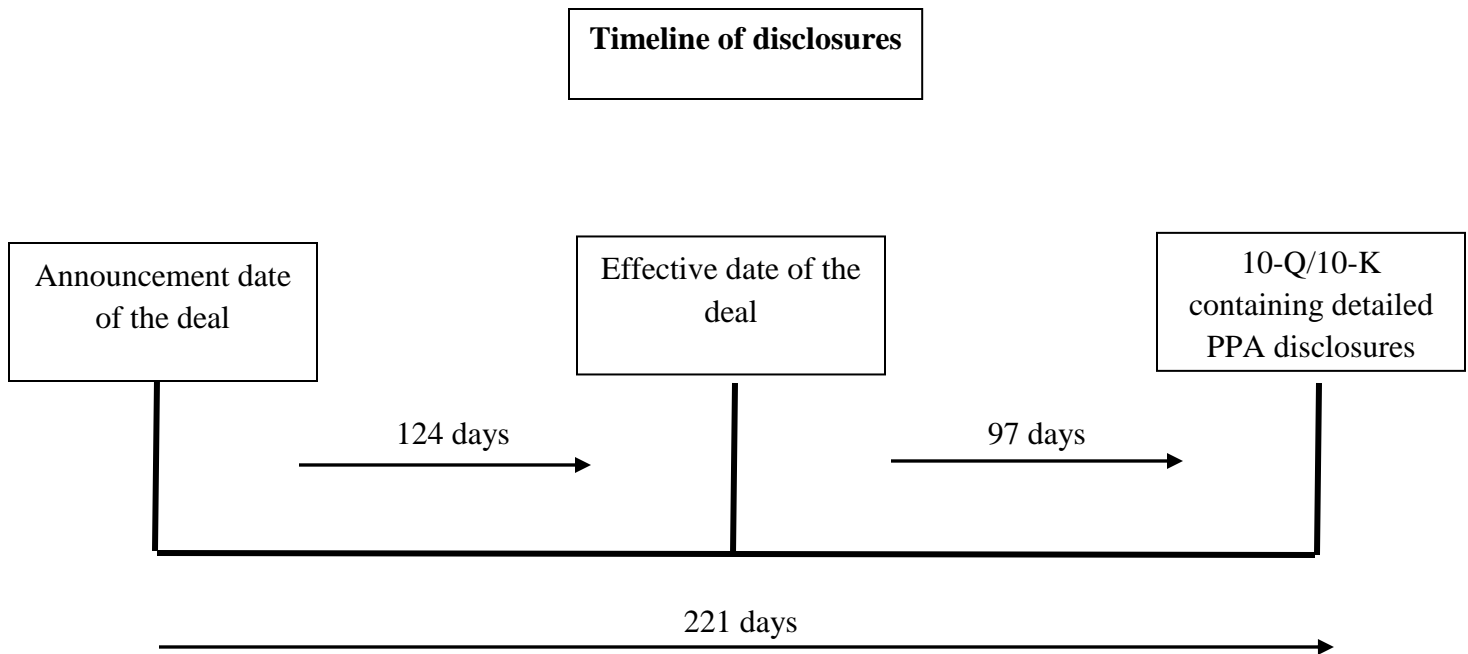 Timeline of disclosures
Announcement date
of the deal
Effective date of the
deal
10-Q/10-K
containing detailed
PPA disclosures
124 days
97 days
221 days